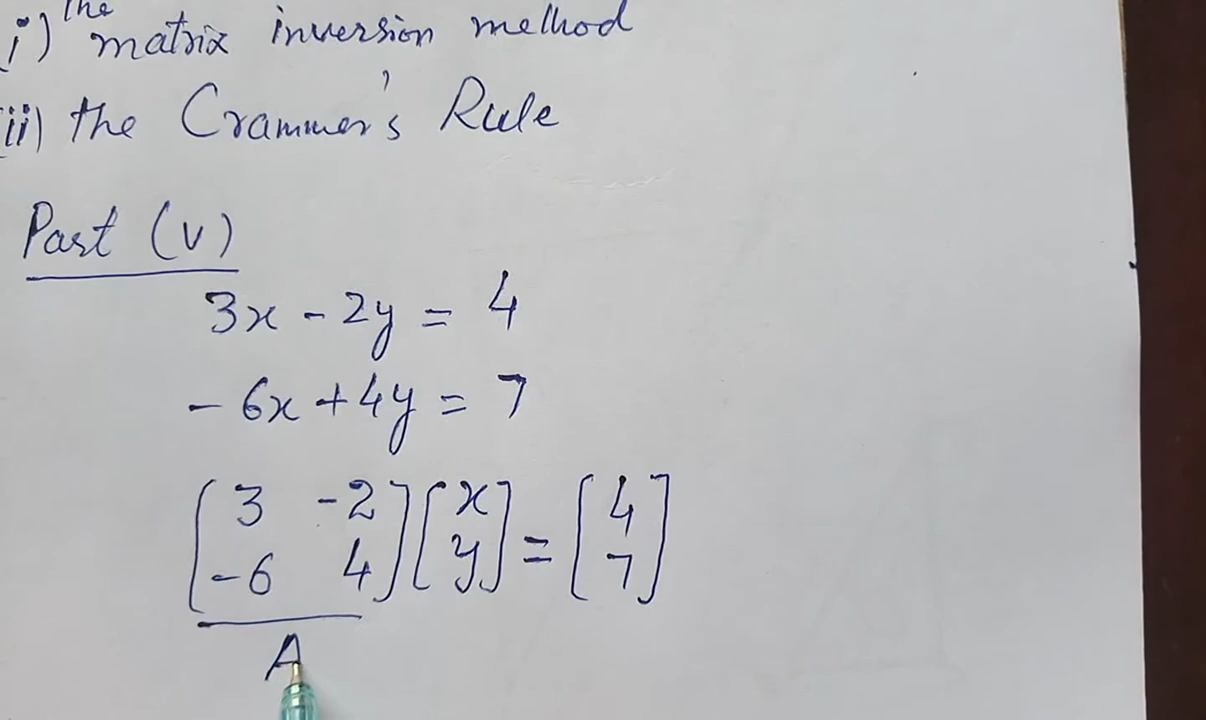 (i) the matrix inversion method
(ii) the Crammer's Rule
Part (v)
3x - 2y = 4
- 6x + 4y = 7
[3 -2] [x] = [4]
[-6 4] [y] [7]
A